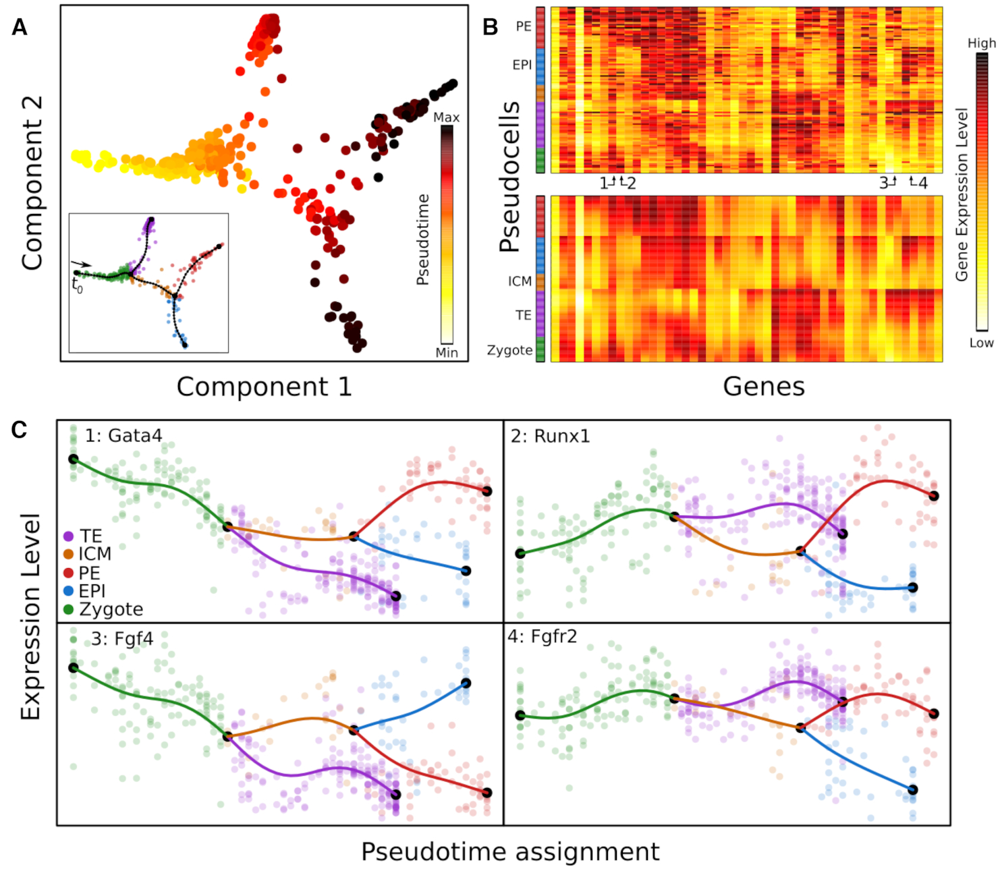 A
Component 2
Component 1
Max
Pseudotime
Min
t0
B
PE
EPI
Pseudocells
ICM
TE
Zygote
1 2
3 4
Genes
High
Gene Expression Level
Low
C
Expression Level
1: Gata4
TE
ICM
PE
EPI
Zygote
2: Runx1
3: Fgf4
4: Fgfr2
Pseudotime assignment